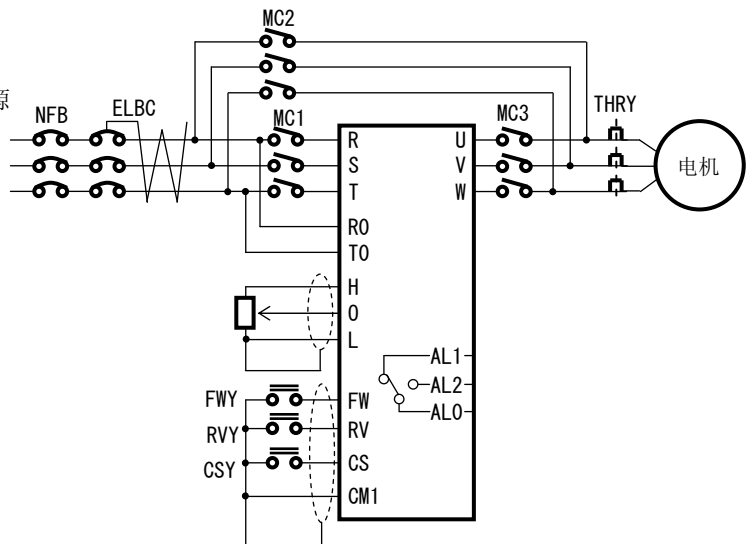 MC2
源
NFB
ELBC
MC1
MC3
THRY
R
U
S
V
电机
T
W
R0
T0
H
O
L
AL1
AL2
AL0
FWY
FW
RVY
RV
CSY
CS
CM1